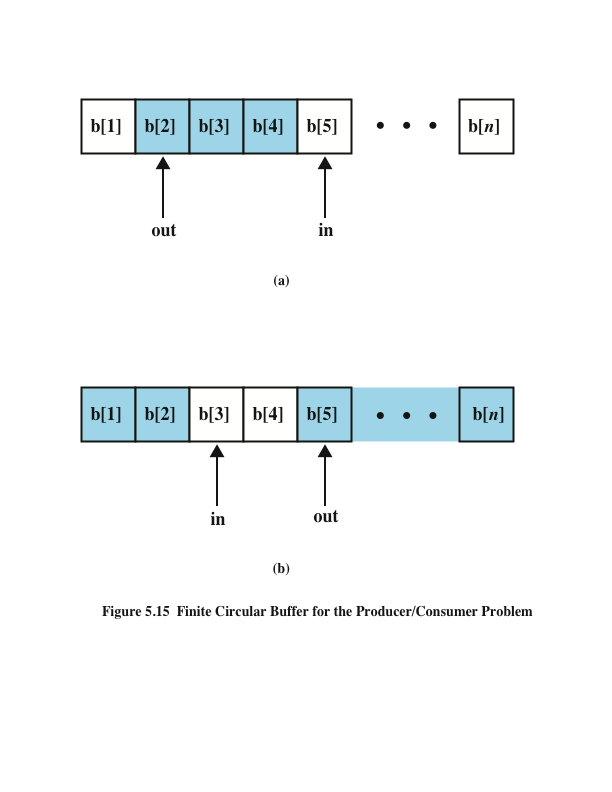 b[1] b[2] b[3] b[4] b[5] • • • b[n]
out in
(a)
b[1] b[2] b[3] b[4] b[5] • • • b[n]
in out
(b)
Figure 5.15 Finite Circular Buffer for the Producer/Consumer Problem